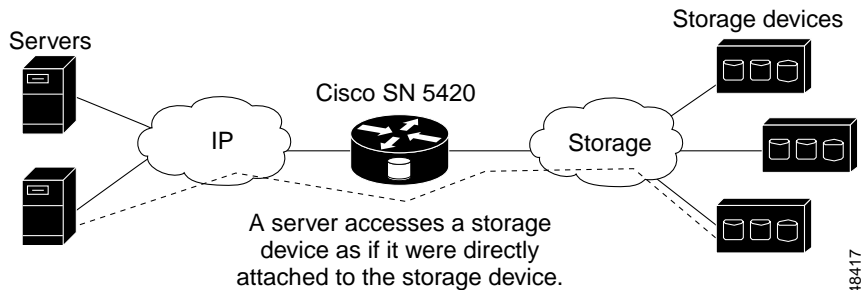 Servers
Storage devices
Cisco SN 5420
IP
Storage
A server accesses a storage
device as if it were directly
attached to the storage device.
48417